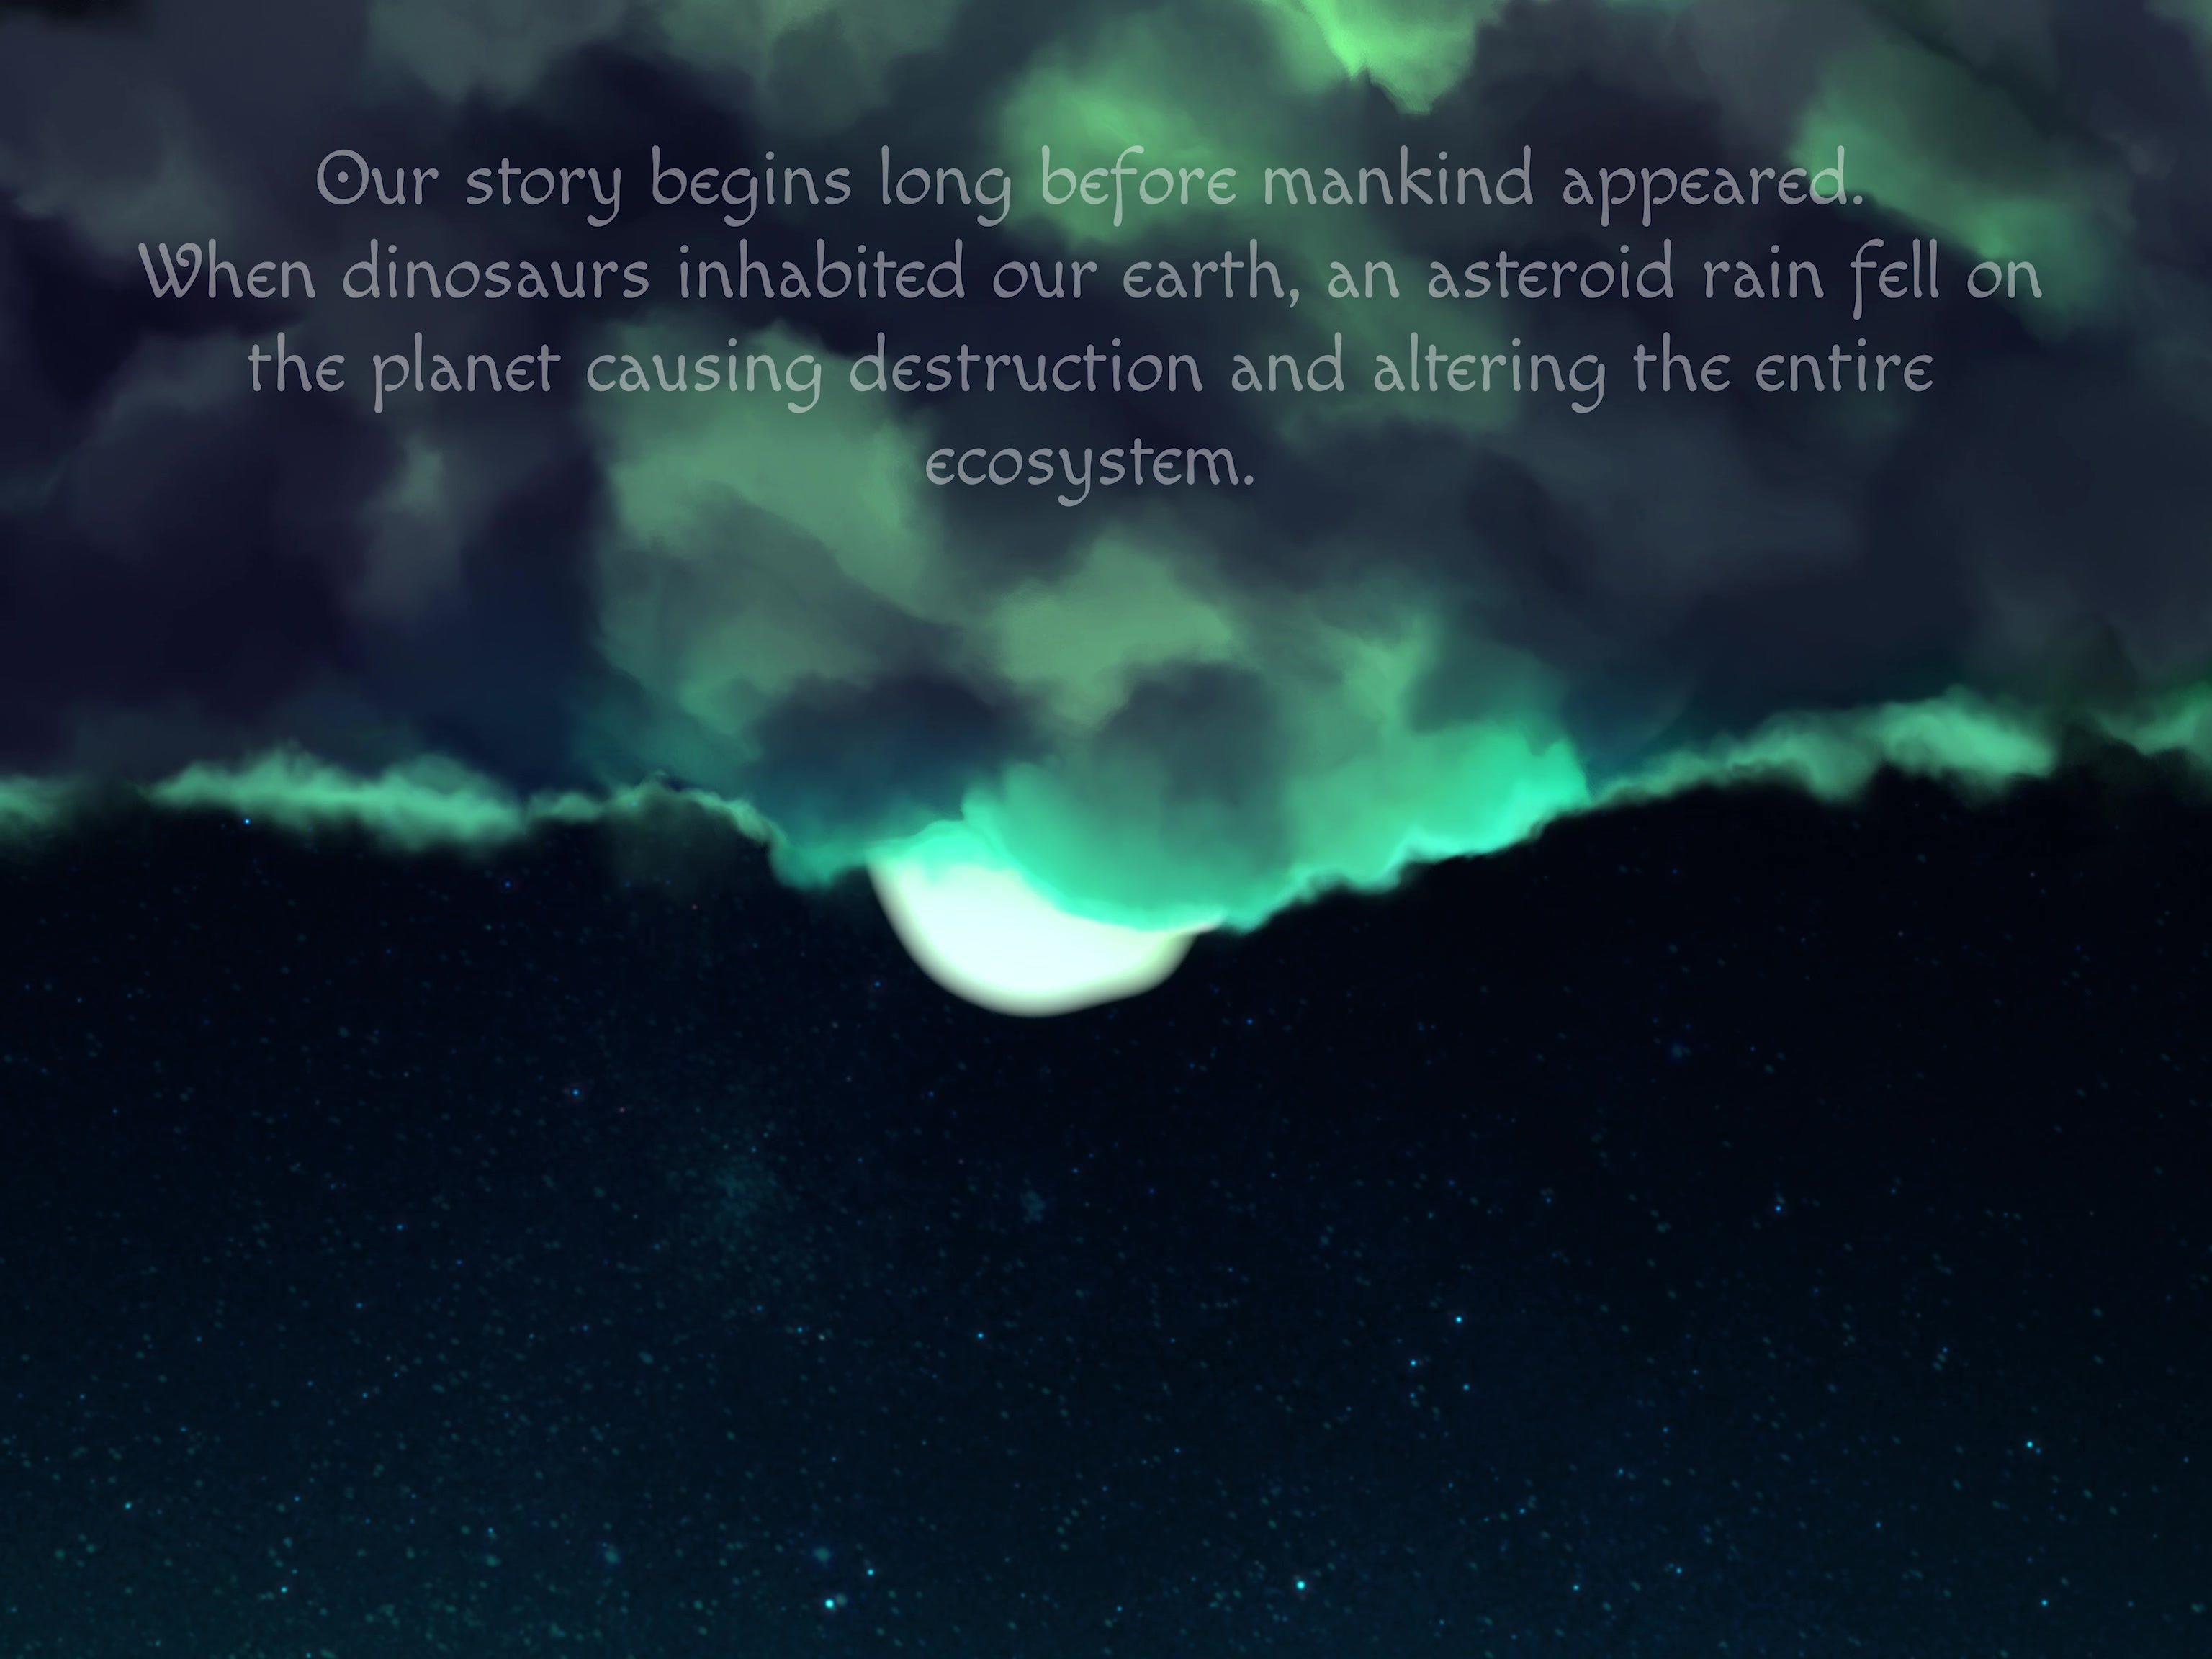 Our story begins long before mankind appeared.
When dinosaurs inhabited our earth, an asteroid rain fell on
the planet causing destruction and altering the entire
ecosystem.